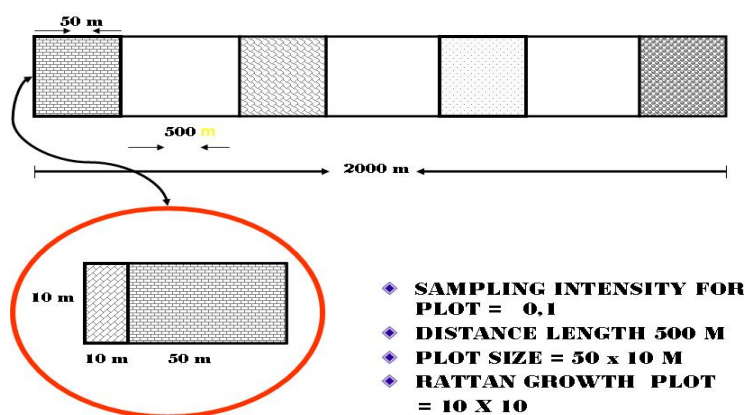 50 m
500 m
2000 m
10 m
10 m
50 m
SAMPLING INTENSITY FOR
PLOT = 0,1
DISTANCE LENGTH 500 M
PLOT SIZE = 50 x 10 M
RATTAN GROWTH PLOT
= 10 X 10